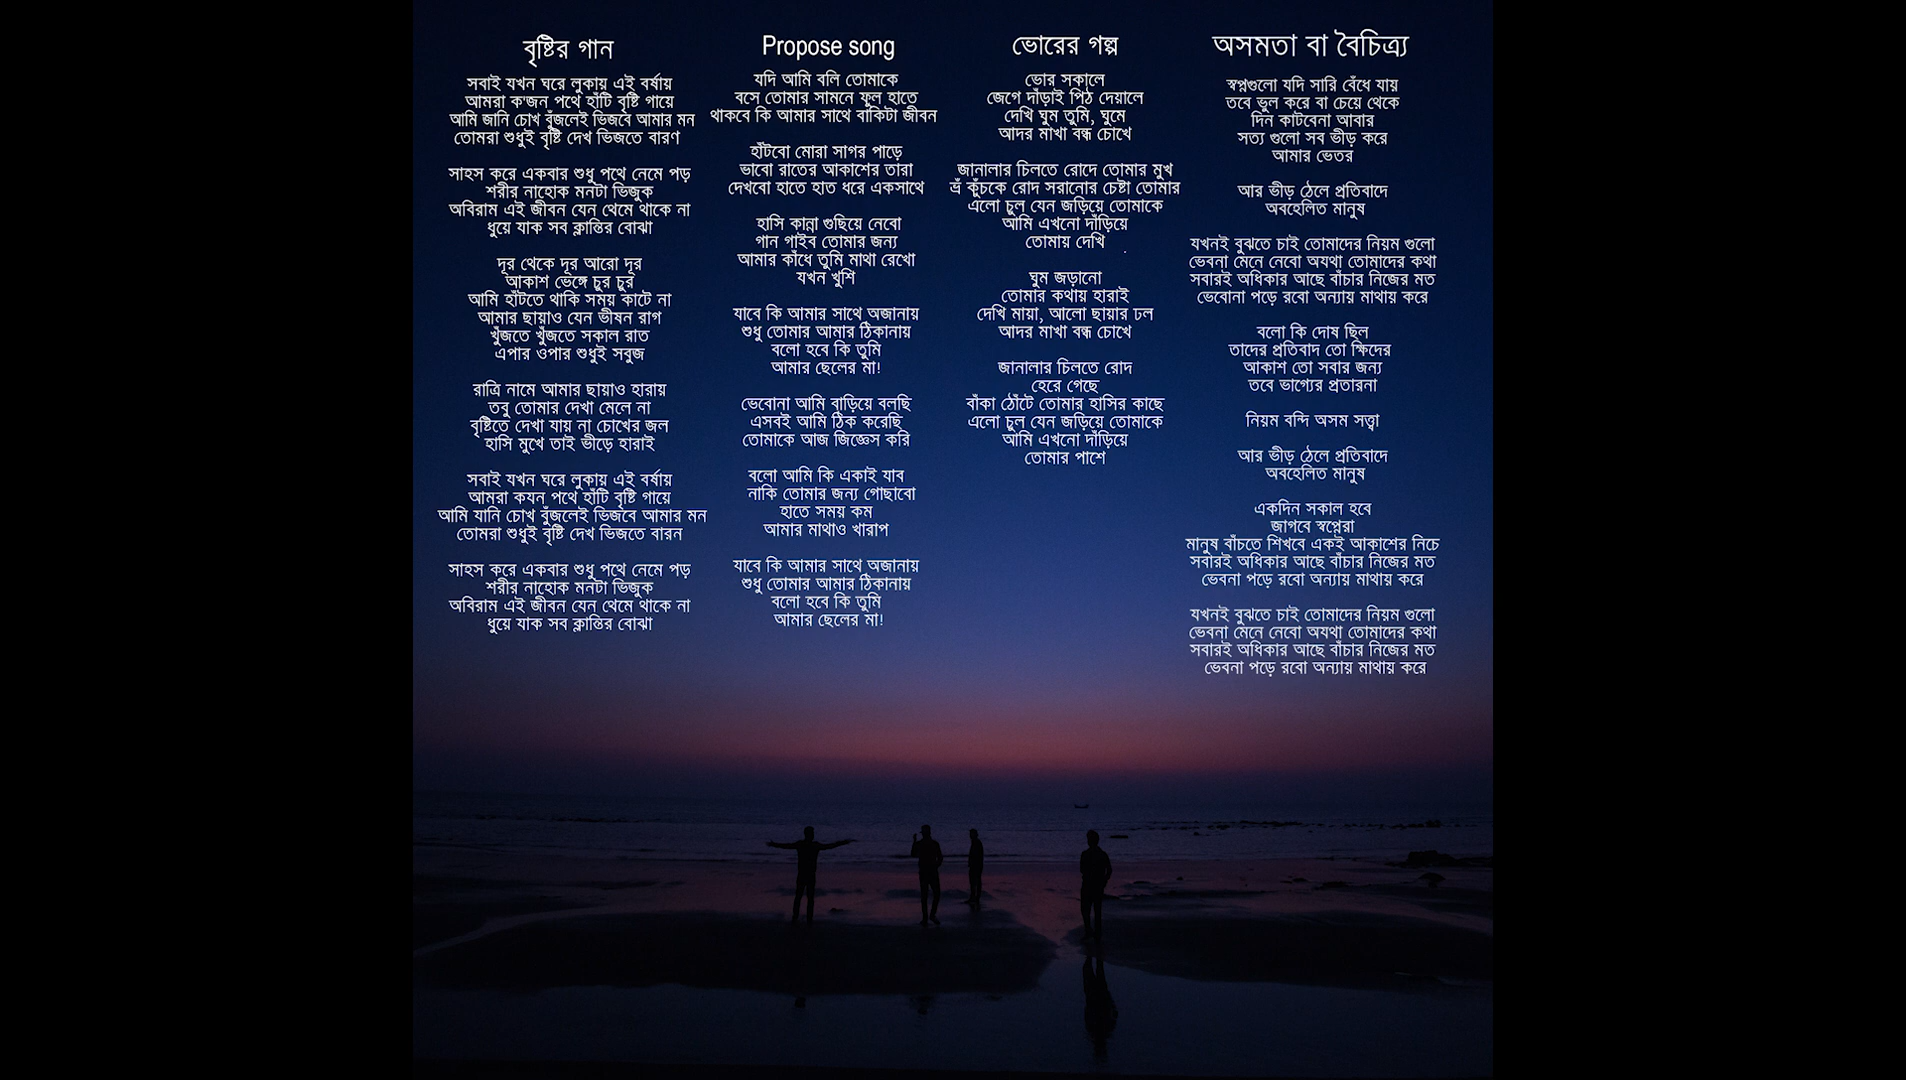 বৃষ্টির গান
সবাই যখন ঘরে লুকায় এই বর্ষায়
আমরা ক'জন পথে হাঁটি বৃষ্টি গায়ে
আমি জানি চোখ বুঁজলেই ভিজবে আমার মন
তোমরা শুধুই বৃষ্টি দেখ ভিজতে বারণ
সাহস করে একবার শুধু পথে নেমে পড়
শরীর নাহোক মনটা ভিজুক
অবিরাম এই জীবন যেন থেমে থাকে না
ধুয়ে যাক সব ক্লান্তির বোঝা
দূর থেকে দূর আরো দূর
আকাশ ভেঙ্গে চুর চুর
আমি হাঁটতে থাকি সময় কাটে না
আমার ছায়াও যেন ভীষন রাগ
খুঁজতে খুঁজতে সকাল রাত
এপার ওপার শুধুই সবুজ
রাত্রি নামে আমার ছায়াও হারায়
তবু তোমার দেখা মেলে না
বৃষ্টিতে দেখা যায় না চোখের জল
হাসি মুখে তাই ভীড়ে হারাই
সবাই যখন ঘরে লুকায় এই বর্ষায়
আমরা কযন পথে হাঁটি বৃষ্টি গায়ে
আমি যানি চোখ বুঁজলেই ভিজবে আমার মন
তোমরা শুধুই বৃষ্টি দেখ ভিজতে বারন
সাহস করে একবার শুধু পথে নেমে পড়
শরীর নাহোক মনটা ভিজুক
অবিরাম এই জীবন যেন থেমে থাকে না
ধুয়ে যাক সব ক্লান্তির বোঝা
Propose song
যদি আমি বলি তোমাকে
বসে তোমার সামনে ফুল হাতে
থাকবে কি আমার সাথে বাকিটা জীবন
হাঁটবো মোরা সাগর পাড়ে
ভাবো রাতের আকাশের তারা
দেখবো হাতে হাত ধরে একসাথে
হাসি কান্না গুছিয়ে নেবো
গান গাইব তোমার জন্য
আমার কাঁধে তুমি মাথা রেখো
যখন খুশি
যাবে কি আমার সাথে অজানায়
শুধু তোমার আমার ঠিকানায়
বলো হবে কি তুমি
আমার ছেলের মা!
ভেবোনা আমি বাড়িয়ে বলছি
এসবই আমি ঠিক করেছি
তোমাকে আজ জিজ্ঞেস করি
বলো আমি কি একাই যাব
নাকি তোমার জন্য গোছাবো
হাতে সময় কম
আমার মাথাও খারাপ
যাবে কি আমার সাথে অজানায়
শুধু তোমার আমার ঠিকানায়
বলো হবে কি তুমি
আমার ছেলের মা!
ভোরের গল্প
ভোর সকালে
জেগে দাঁড়াই পিঠ দেয়ালে
দেখি ঘুম তুমি, ঘুমে
আদর মাখা বন্ধ চোখে
জানালার চিলতে রোদে তোমার মুখ
ভ্রুঁ কুঁচকে রোদ সরানোর চেষ্টা তোমার
এলো চুল যেন জড়িয়ে তোমাকে
আমি এখনো দাঁড়িয়ে
তোমায় দেখি
ঘুম জড়ানো
তোমার কথায় হারাই
দেখি মায়া, আলো ছায়ার ঢল
আদর মাখা বন্ধ চোখে
জানালার চিলতে রোদ
হেরে গেছে
বাঁকা ঠোঁটে তোমার হাসির কাছে
এলো চুল যেন জড়িয়ে তোমাকে
আমি এখনো দাঁড়িয়ে
তোমার পাশে
অসমতা বা বৈচিত্র্য
স্বপ্নগুলো যদি সারি বেঁধে যায়
তবে ভুল করে বা চেয়ে থেকে
দিন কাটবেনা আবার
সত্য গুলো সব ভীড় করে
আমার ভেতর
আর ভীড় ঠেলে প্রতিবাদে
অবহেলিত মানুষ
যখনই বুঝতে চাই তোমাদের নিয়ম গুলো
ভেবনা মেনে নেবো অযথা তোমাদের কথা
সবারই অধিকার আছে বাঁচার নিজের মত
ভেবোনা পড়ে রবো অন্যায় মাথায় করে
বলো কি দোষ ছিল
তাদের প্রতিবাদ তো ক্ষিদের
আকাশ তো সবার জন্য
তবে ভাগ্যের প্রতারনা
নিয়ম বন্দি অসম সত্ত্বা
আর ভীড় ঠেলে প্রতিবাদে
অবহেলিত মানুষ
একদিন সকাল হবে
জাগবে স্বপ্নেরা
মানুষ বাঁচতে শিখবে একই আকাশের নিচে
সবারই অধিকার আছে বাঁচার নিজের মত
ভেবনা পড়ে রবো অন্যায় মাথায় করে
যখনই বুঝতে চাই তোমাদের নিয়ম গুলো
ভেবনা মেনে নেবো অযথা তোমাদের কথা
সবারই অধিকার আছে বাঁচার নিজের মত
ভেবনা পড়ে রবো অন্যায় মাথায় করে